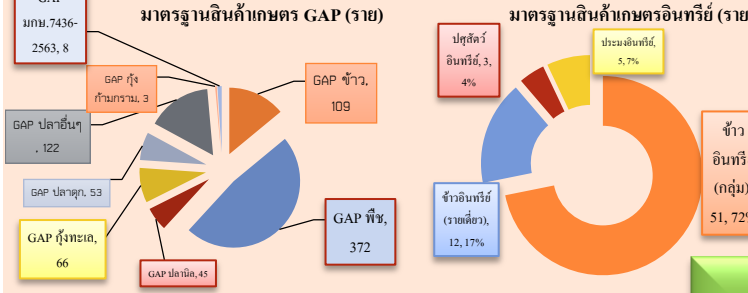 มาตรฐานสินค้าเกษตร GAP (ราย)
มกษ.7436-
2563, 8
GAP กุ้ง
ก้ามกราม, 3
GAP ปลาอื่นๆ
, 122
GAP ปลาดุก, 53
GAP กุ้งทะเล,
66
GAP ปลานิล, 45
GAP พืช,
372
GAP ข้าว,
109
มาตรฐานสินค้าเกษตรอินทรีย์ (ราย
ปศุสัตว์
อินทรีย์, 3,
4%
ประมงอินทรีย์,
5, 7%
ข้าวอินทรีย์
(รายเดี่ยว),
12, 17%
ข้าว
อินทรี
(กลุ่ม)
51, 72%